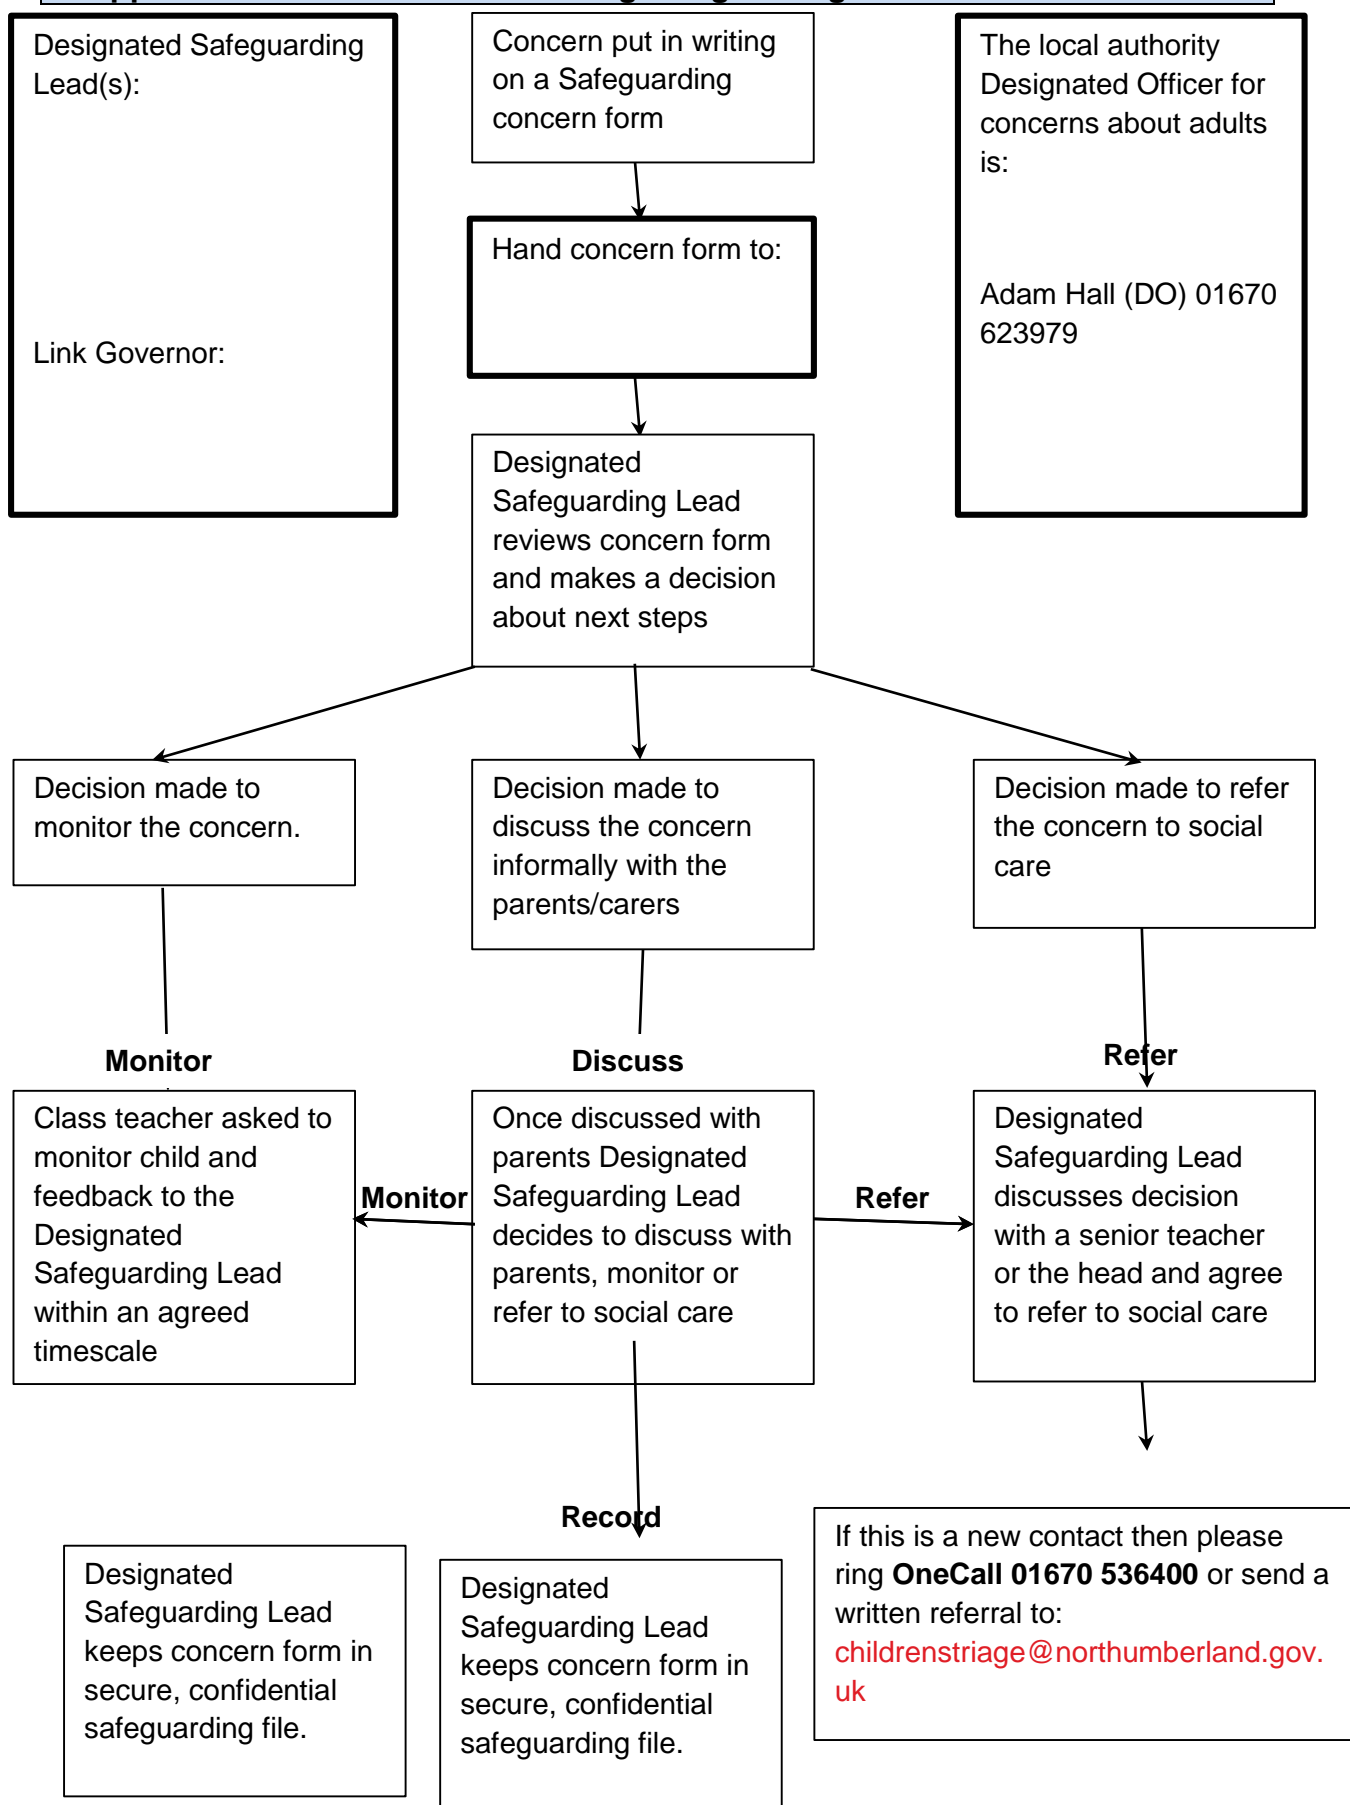 Designated Safeguarding
Lead(s):
Link Governor:
Concern put in writing
on a Safeguarding
concern form
The local authority
Designated Officer for
concerns about adults
is:
Adam Hall (DO) 01670
623979
Hand concern form to:
Designated
Safeguarding Lead
reviews concern form
and makes a decision
about next steps
Decision made to
monitor the concern.
Decision made to
discuss the concern
informally with the
parents/carers
Decision made to refer
the concern to social
care
Monitor
Discuss
Refer
Class teacher asked to
monitor child and
feedback to the
Designated
Safeguarding Lead
within an agreed
timescale
Monitor
Once discussed with
parents Designated
Safeguarding Lead
decides to discuss with
parents, monitor or
refer to social care
Refer
Designated
Safeguarding Lead
discusses decision
with a senior teacher
or the head and agree
to refer to social care
Record
Designated
Safeguarding Lead
keeps concern form in
secure, confidential
safeguarding file.
Designated
Safeguarding Lead
keeps concern form in
secure, confidential
safeguarding file.
If this is a new contact then please
ring OneCall 01670 536400 or send a
written referral to:
childrenstriage@northumberland.gov.
uk